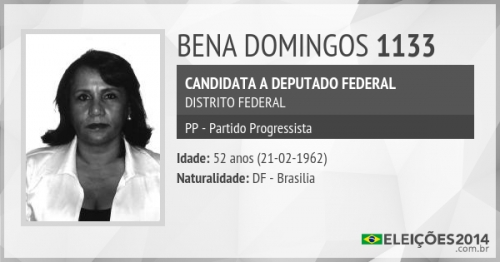 BENA DOMINGOS 1133
CANDIDATA A DEPUTADO FEDERAL
DISTRITO FEDERAL
PP - Partido Progressista
Idade: 52 anos (21-02-1962)
Naturalidade: DF - Brasilia
ELEIÇÕES2014
.com.br